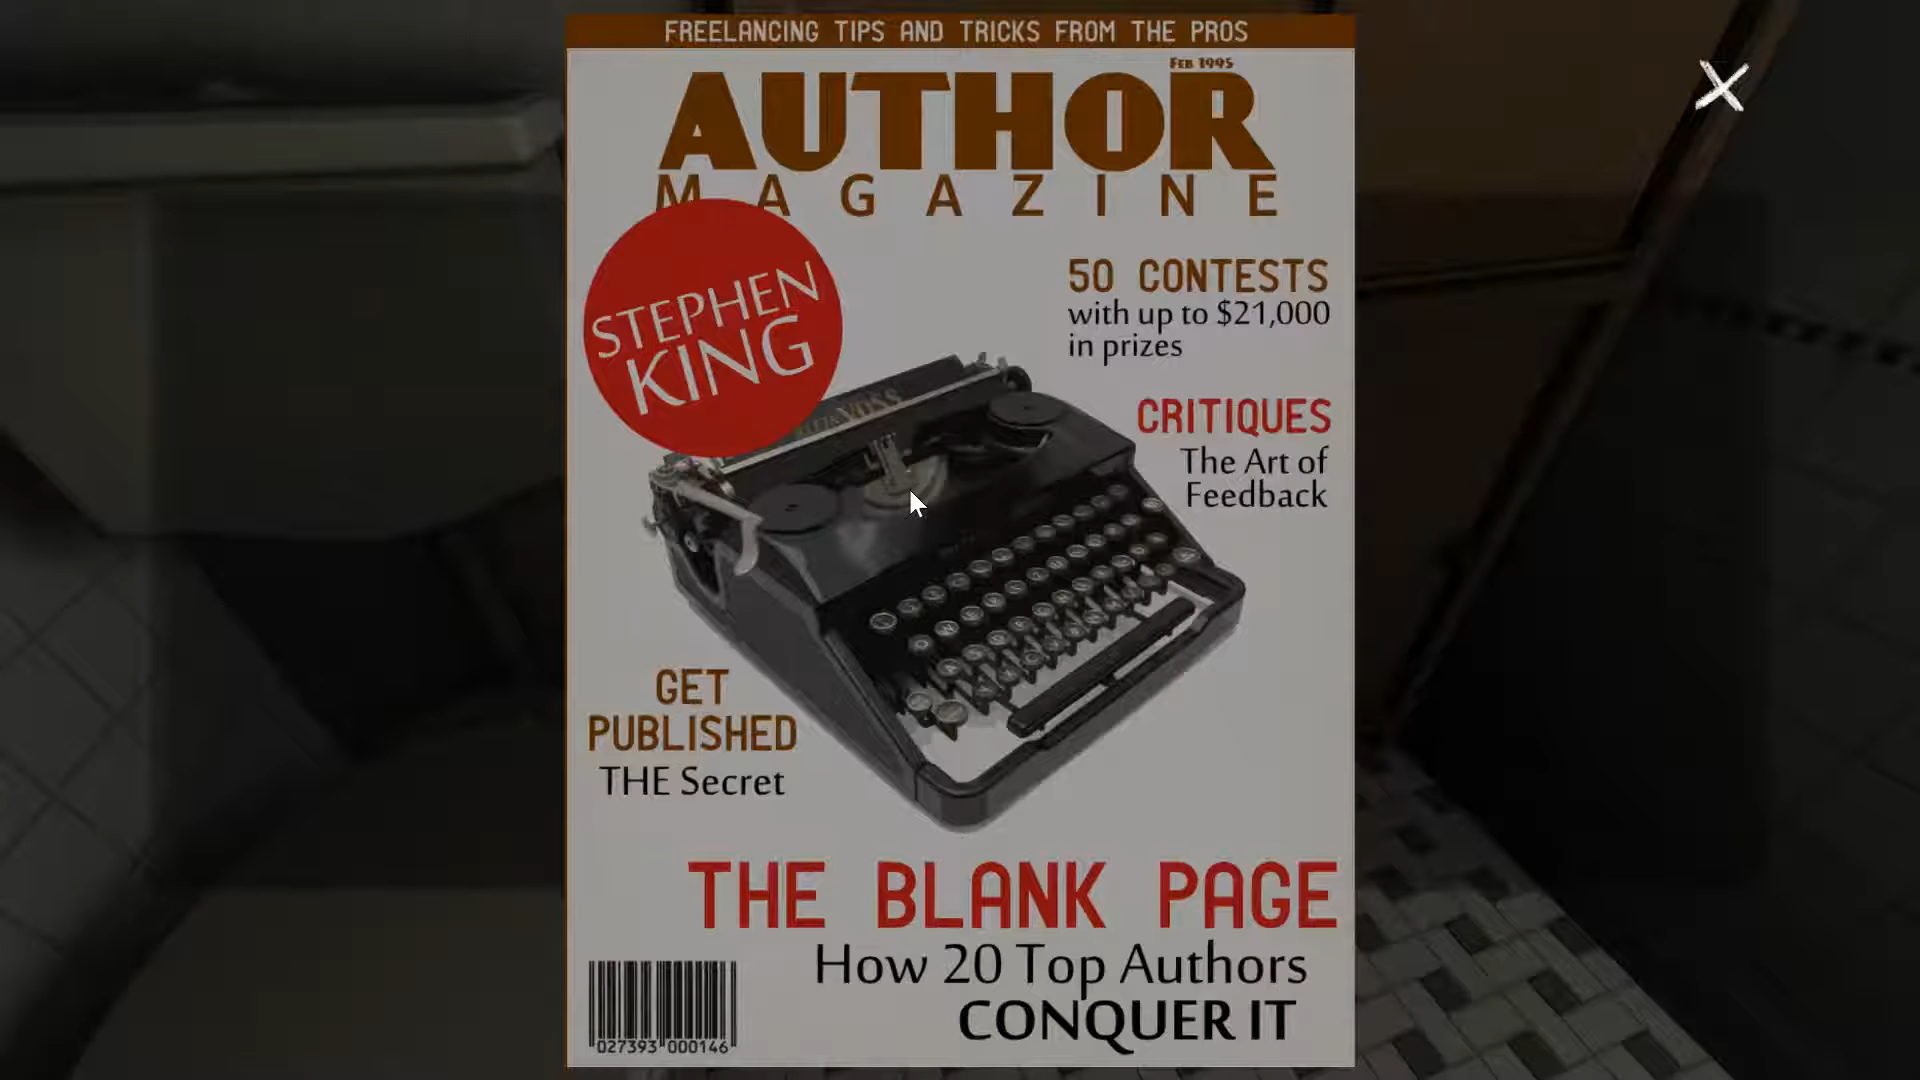 FREELANCING TIPS AND TRICKS FROM THE PROS
FEB 1995
AUTHOR
MAGAZINE
STEPHEN
KING
50 CONTESTS
with up to $21,000
in prizes
CRITIQUES
The Art of
Feedback
GET
PUBLISHED
THE Secret
THE BLANK PAGE
How 20 Top Authors
CONQUER IT
027393 000146